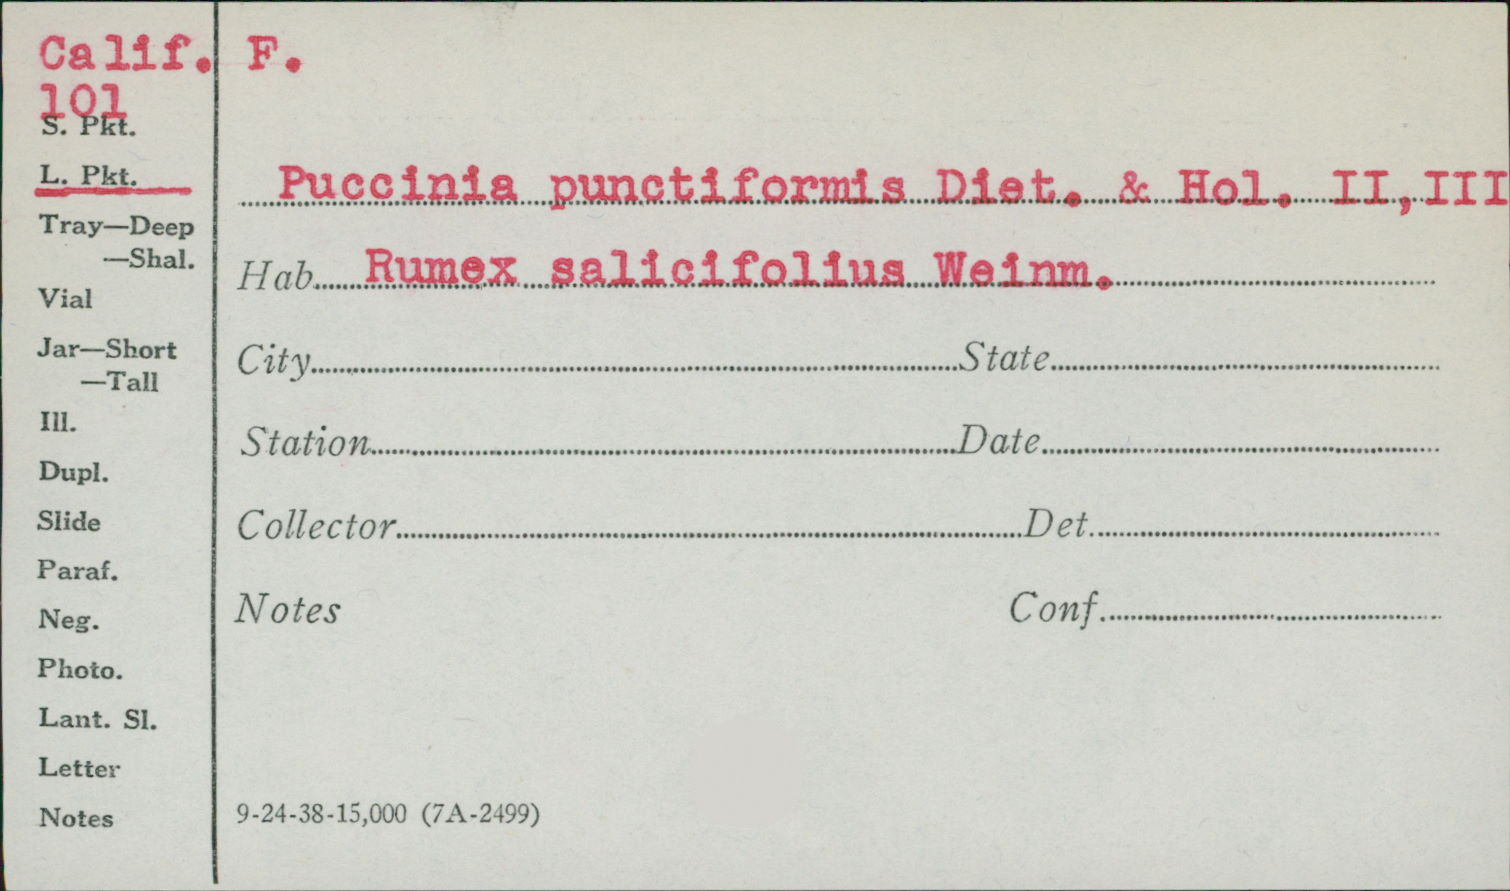 Calif. F.
101
S. Pkt.
L. Pkt.
Puccinia punctiformis Diet. & Hol. II,III
Tray—Deep
—Shal.
Hab. Rumex salicifolius Weinm.
Vial
Jar—Short
—Tall
City State
Ill.
Station Date
Dupl.
Slide
Collector Det.
Paraf.
Neg.
Notes Conf.
Photo.
Lant. Sl.
Letter
Notes
9-24-38-15,000 (7A-2499)